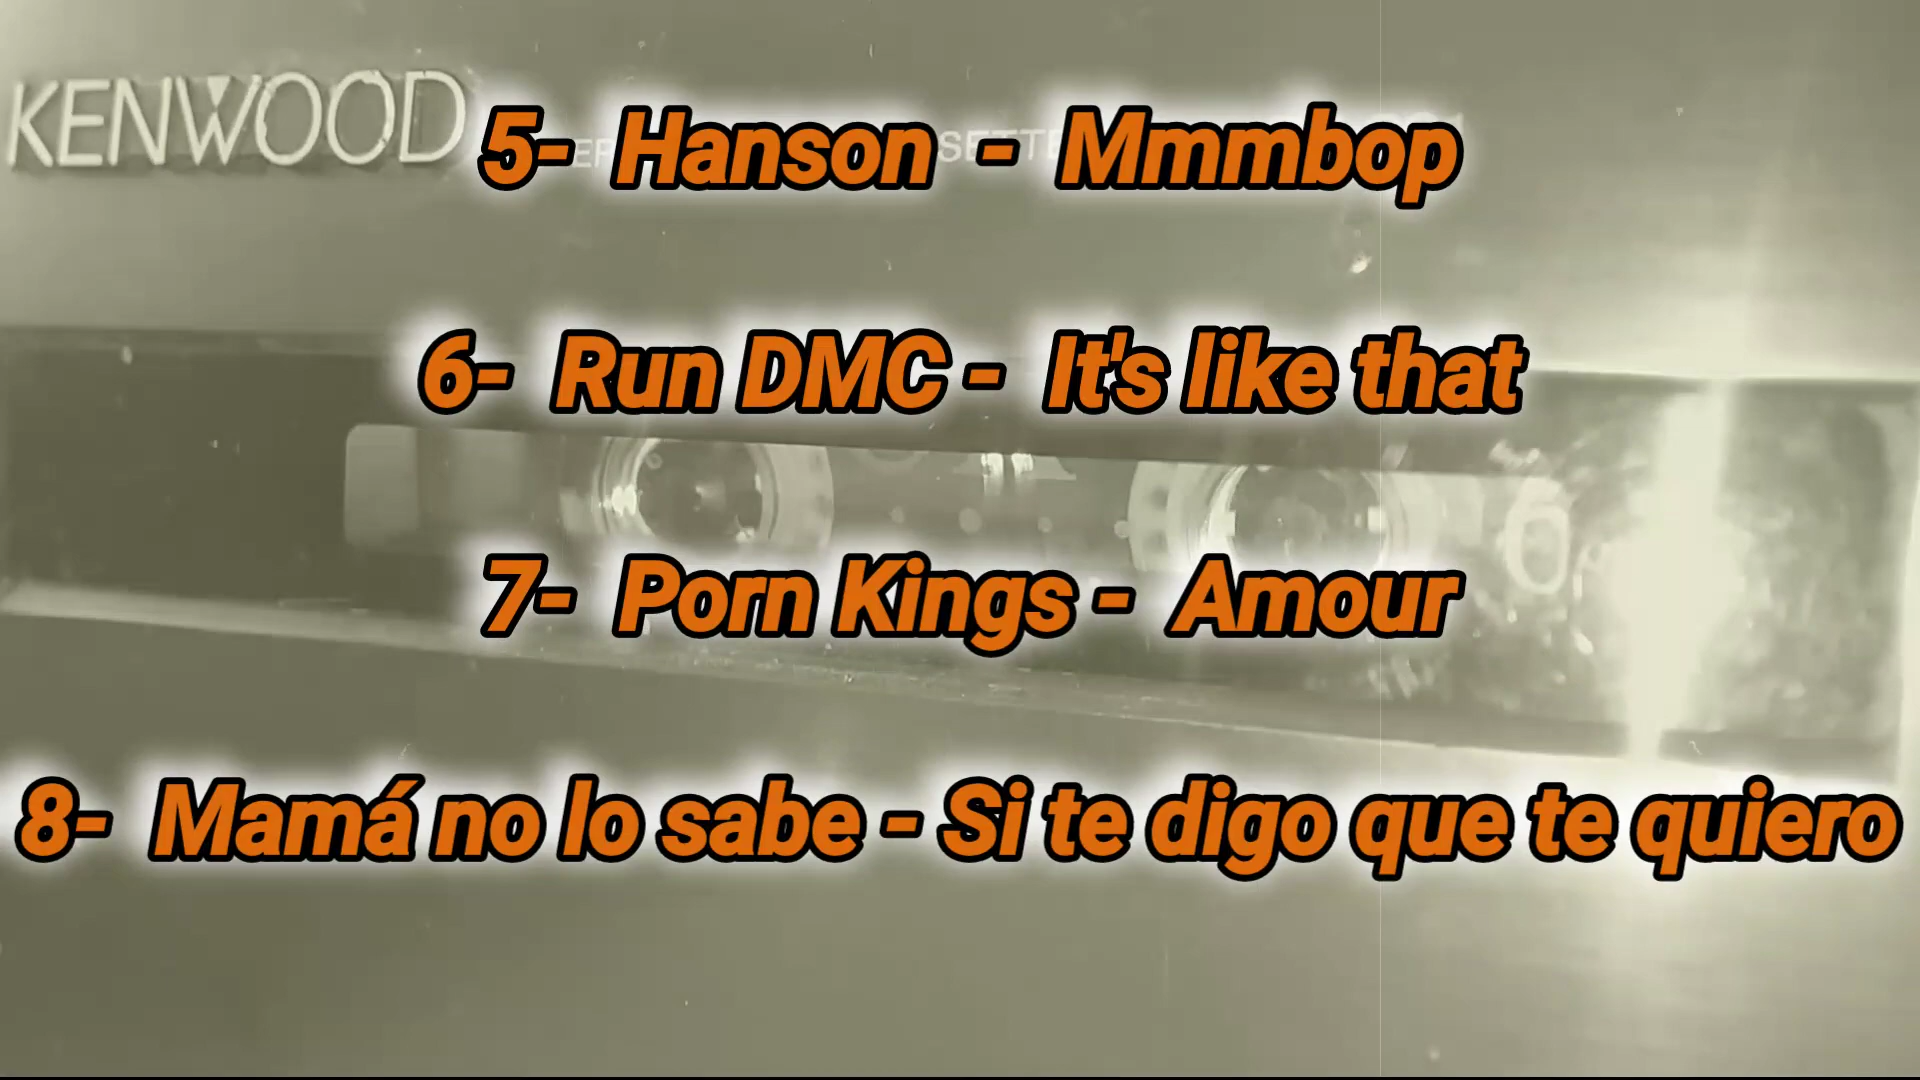 KENWOOD
5- Hanson - Mmmbop
6- Run DMC - It's like that
7- Porn Kings - Amour
8- Mamá no lo sabe - Si te digo que te quiero